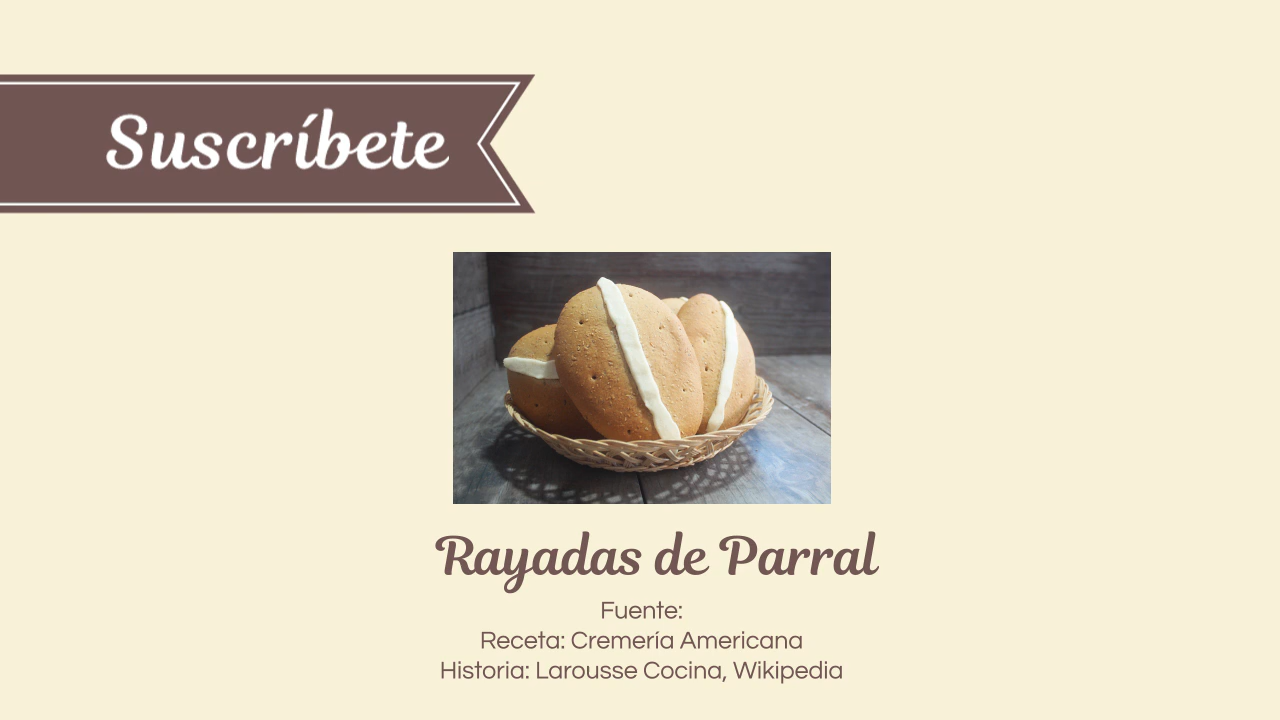 Suscríbete
Rayadas de Parral
Fuente:
Receta: Cremería Americana
Historia: Larousse Cocina, Wikipedia